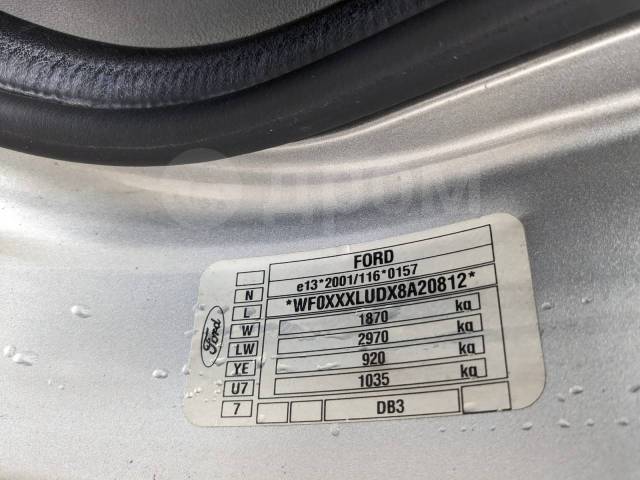 дром
FORD
e13*2001/116*0157
*WF0XXXLUDX8A20812*
1870 kg
2970 kg
920 kg
1035 kg
DB3
N
L
W
LW
YE
U7
7
Ford